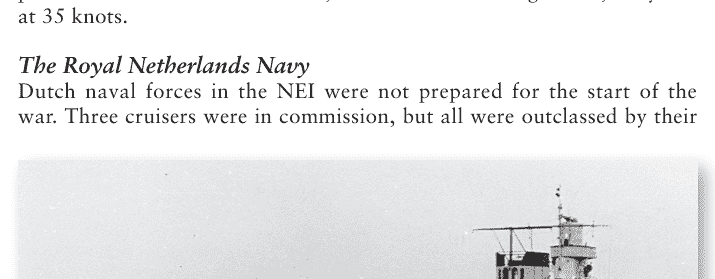 at 35 knots.
The Royal Netherlands Navy
Dutch naval forces in the NEI were not prepared for the start of the
war. Three cruisers were in commission, but all were outclassed by their